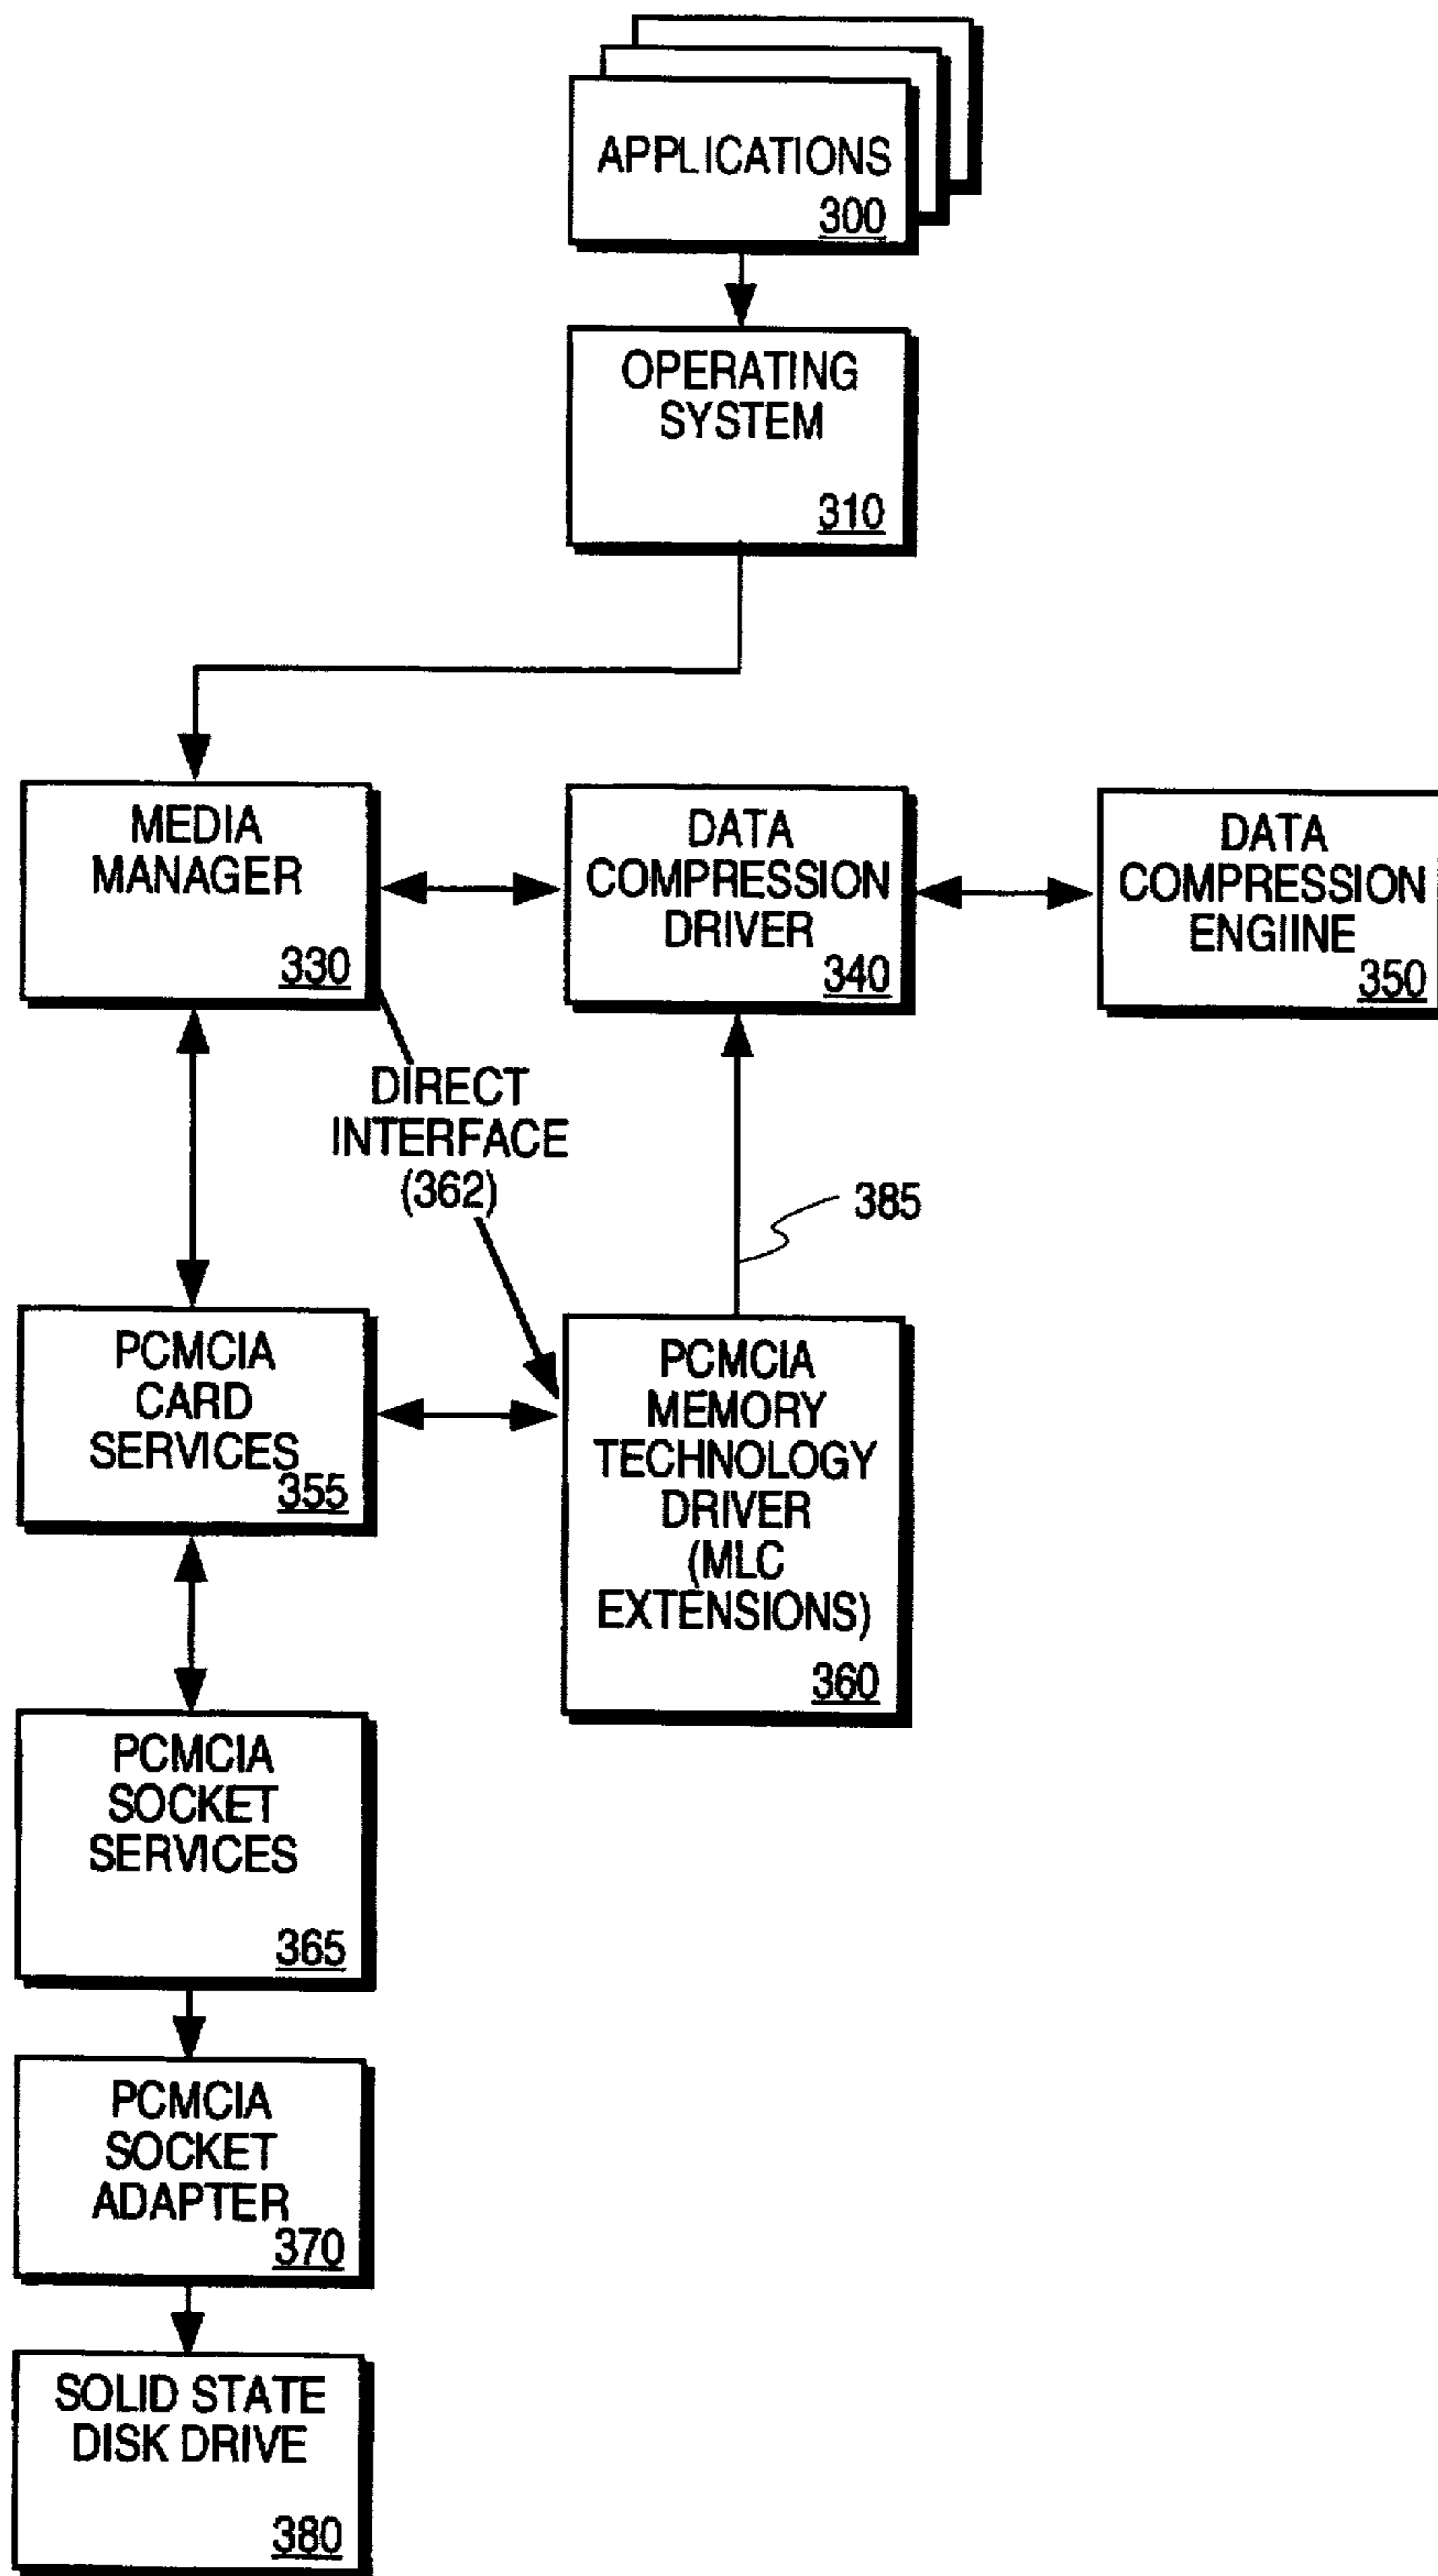 APPLICATIONS
300
OPERATING
SYSTEM
310
MEDIA
MANAGER
330
DATA
COMPRESSION
DRIVER
340
DATA
COMPRESSION
ENGIINE
350
DIRECT
INTERFACE
(362)
385
PCMCIA
CARD
SERVICES
355
PCMCIA
MEMORY
TECHNOLOGY
DRIVER
(MLC
EXTENSIONS)
360
PCMCIA
SOCKET
SERVICES
365
PCMCIA
SOCKET
ADAPTER
370
SOLID STATE
DISK DRIVE
380